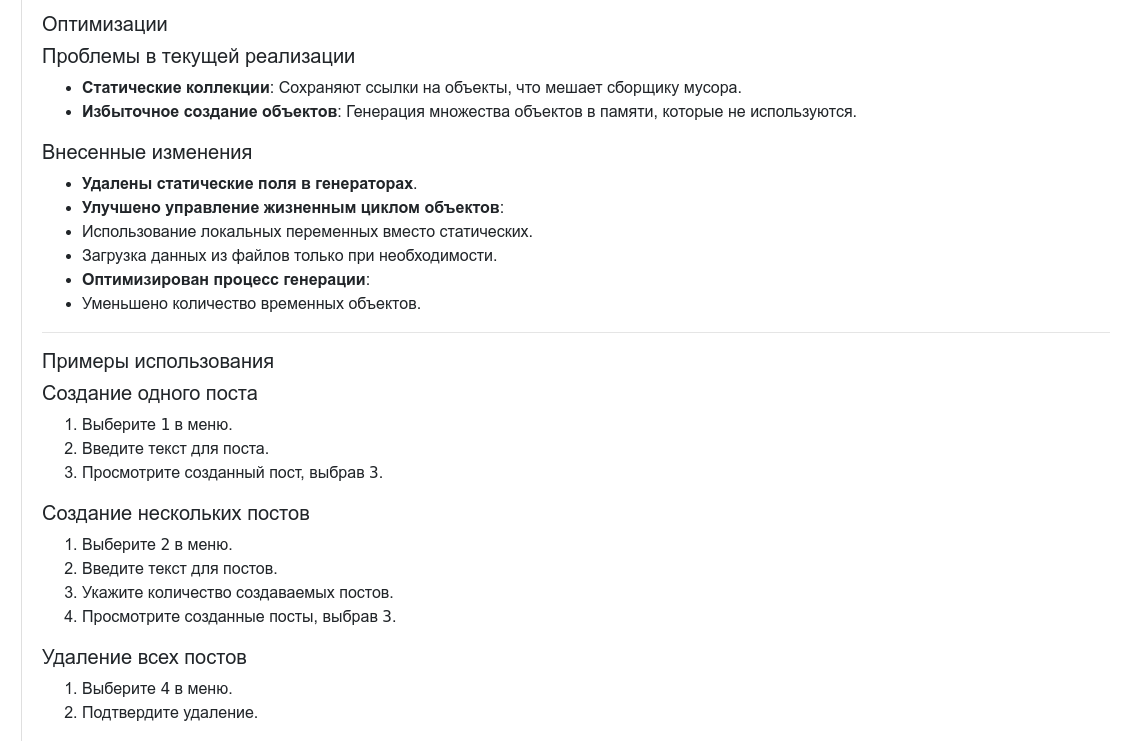 Оптимизации
Проблемы в текущей реализации
• Статические коллекции: Сохраняют ссылки на объекты, что мешает сборщику мусора.
• Избыточное создание объектов: Генерация множества объектов в памяти, которые не используются.
Внесенные изменения
• Удалены статические поля в генераторах.
• Улучшено управление жизненным циклом объектов:
• Использование локальных переменных вместо статических.
• Загрузка данных из файлов только при необходимости.
• Оптимизирован процесс генерации:
• Уменьшено количество временных объектов.
Примеры использования
Создание одного поста
1. Выберите 1 в меню.
2. Введите текст для поста.
3. Просмотрите созданный пост, выбрав 3.
Создание нескольких постов
1. Выберите 2 в меню.
2. Введите текст для постов.
3. Укажите количество создаваемых постов.
4. Просмотрите созданные посты, выбрав 3.
Удаление всех постов
1. Выберите 4 в меню.
2. Подтвердите удаление.